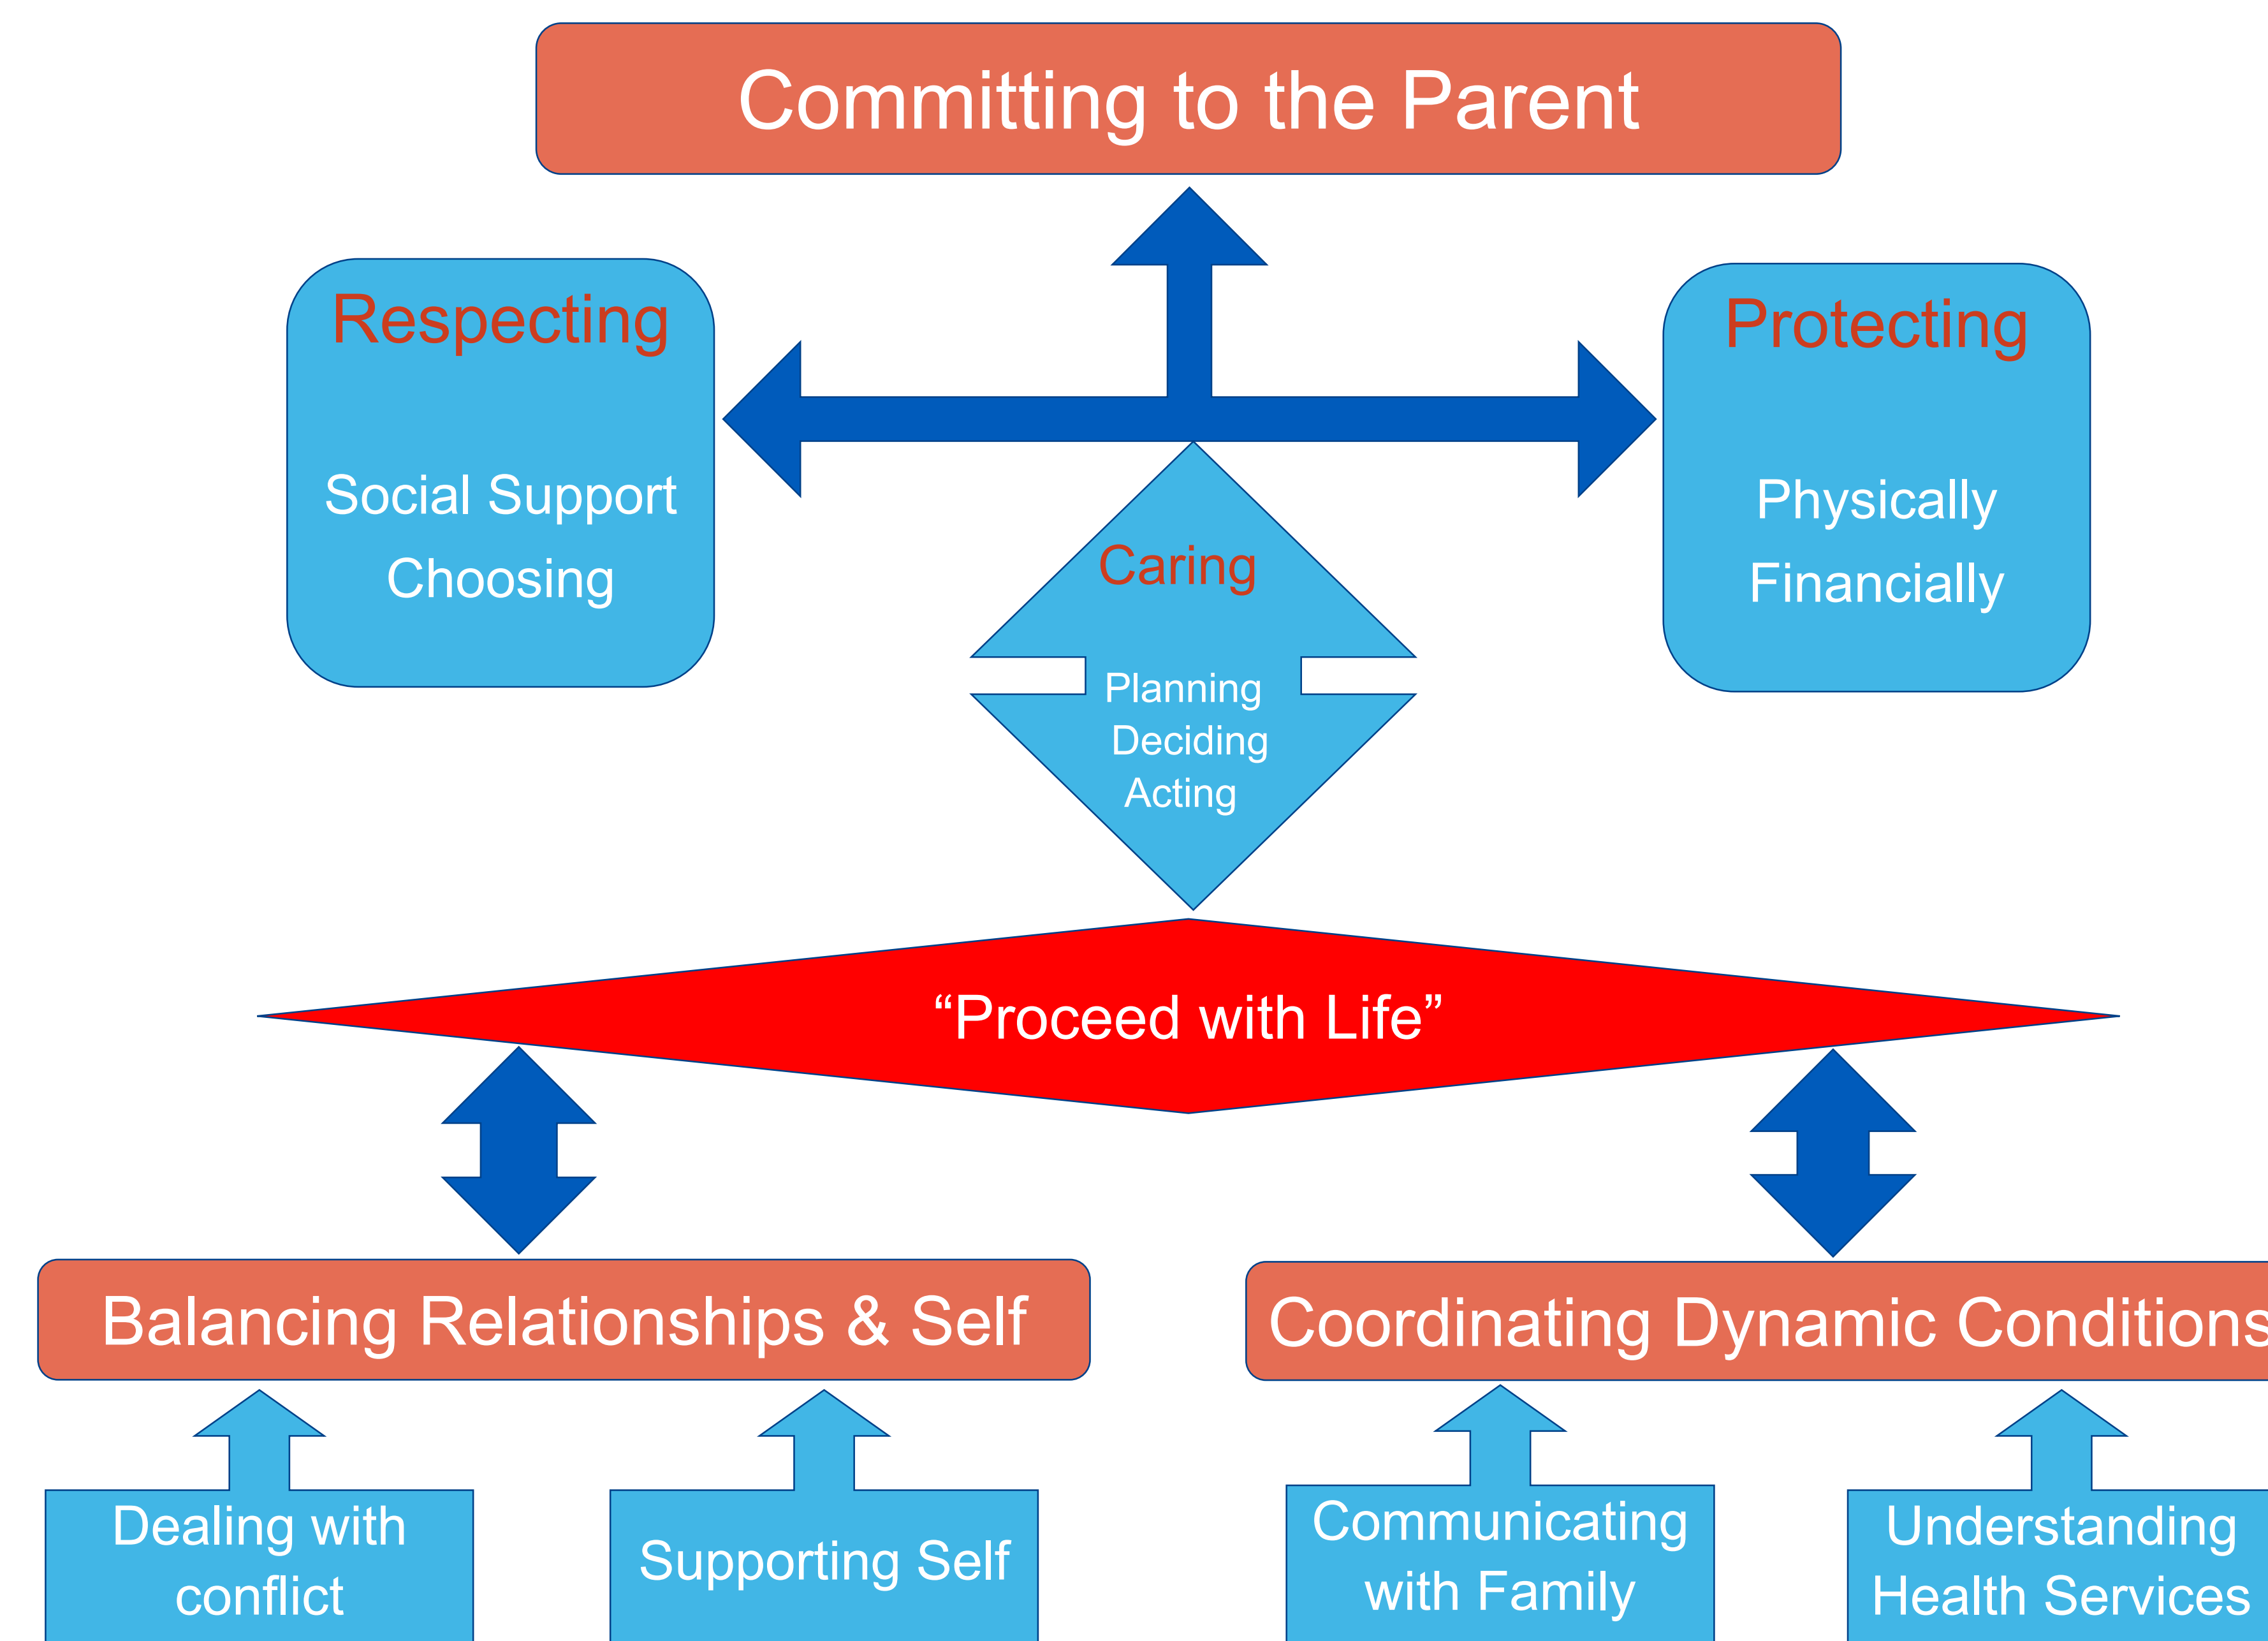 Committing to the Parent
Respecting
Social Support
Choosing
Protecting
Physically
Financially
Caring
Planning
Deciding
Acting
“Proceed with Life”
Balancing Relationships & Self
Coordinating Dynamic Conditions
Dealing with
conflict
Supporting Self
Communicating
with Family
Understanding
Health Services